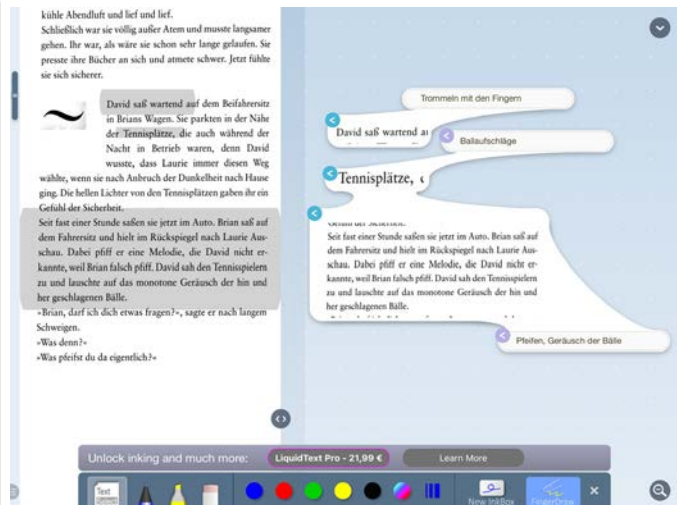 kühle Abendluft und lief und lief.
Schließlich war sie völlig außer Atem und musste langsamer
gehen. Ihr war, als wäre sie schon sehr lange gelaufen. Sie
presste ihre Bücher an sich und atmete schwer. Jetzt fühlte
sie sich sicherer.
David saß wartend auf dem Beifahrersitz
in Brians Wagen. Sie parkten in der Nähe
der Tennisplätze, die auch während der
Nacht in Betrieb waren, denn David
wusste, dass Laurie immer diesen Weg
wählte, wenn sie nach Anbruch der Dunkelheit nach Hause
ging. Die hellen Lichter von den Tennisplätzen gaben ihr ein
Gefühl der Sicherheit.
Seit fast einer Stunde saßen sie jetzt im Auto. Brian saß auf
dem Fahrersitz und hielt im Rückspiegel nach Laurie Aus-
schau. Dabei pfiff er eine Melodie, die David nicht er-
kannte, weil Brian falsch pfiff. David sah den Tennisspielern
zu und lauschte auf das monotone Geräusch der hin und
her geschlagenen Bälle.
»Brian, darf ich dich etwas fragen?«, sagte er nach langem
Schweigen.
»Was denn?«
»Was pfeifst du da eigentlich?«
Trommeln mit den Fingern
David saß wartend au
Ballaufschläge
Tennisplätze,
Gefühl der Sicherheit.
Seit fast einer Stunde saßen sie jetzt im Auto. Brian saß auf
dem Fahrersitz und hielt im Rückspiegel nach Laurie Aus-
schau. Dabei pfiff er eine Melodie, die David nicht er-
kannte, weil Brian falsch pfiff. David sah den Tennisspielern
zu und lauschte auf das monotone Geräusch der hin und
her geschlagenen Bälle.
Pfeifen, Geräusch der Bälle
Unlock inking and much more: LiquidText Pro - 21,99 € Learn More
Text
New InkBox
FingerDraw